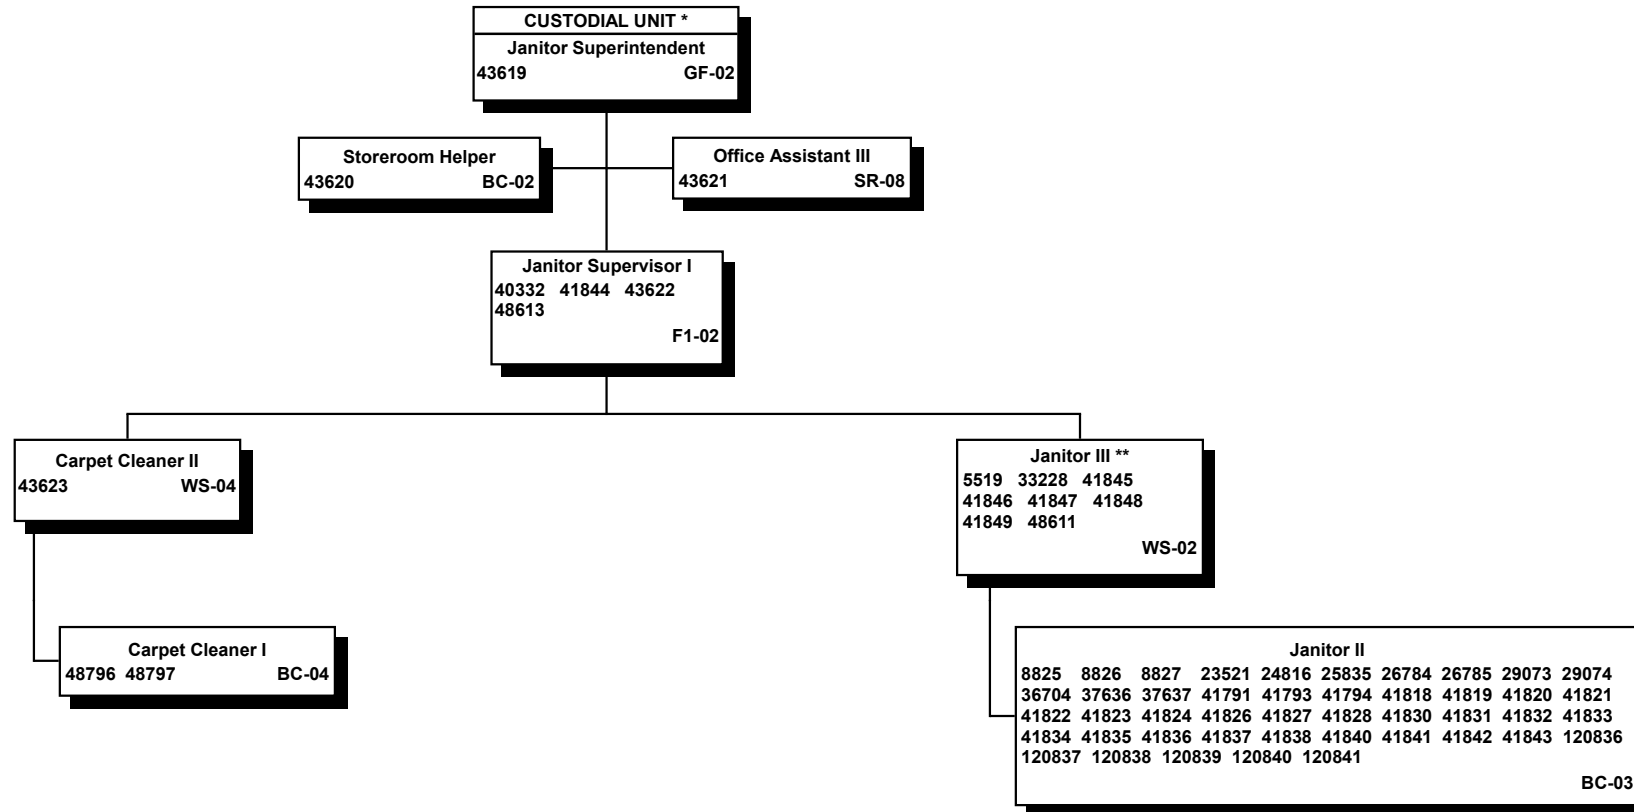 CUSTODIAL UNIT *
Janitor Superintendent
43619 GF-02
Storeroom Helper
43620 BC-02
Office Assistant III
43621 SR-08
Janitor Supervisor I
40332 41844 43622
48613
F1-02
Carpet Cleaner II
43623 WS-04
Janitor III **
5519 33228 41845
41846 41847 41848
41849 48611
WS-02
Carpet Cleaner I
48796 48797 BC-04
Janitor II
8825 8826 8827 23521 24816 25835 26784 26785 29073 29074
36704 37636 37637 41791 41793 41794 41818 41819 41820 41821
41822 41823 41824 41826 41827 41828 41830 41831 41832 41833
41834 41835 41836 41837 41838 41840 41841 41842 41843 120836
120837 120838 120839 120840 120841
BC-03